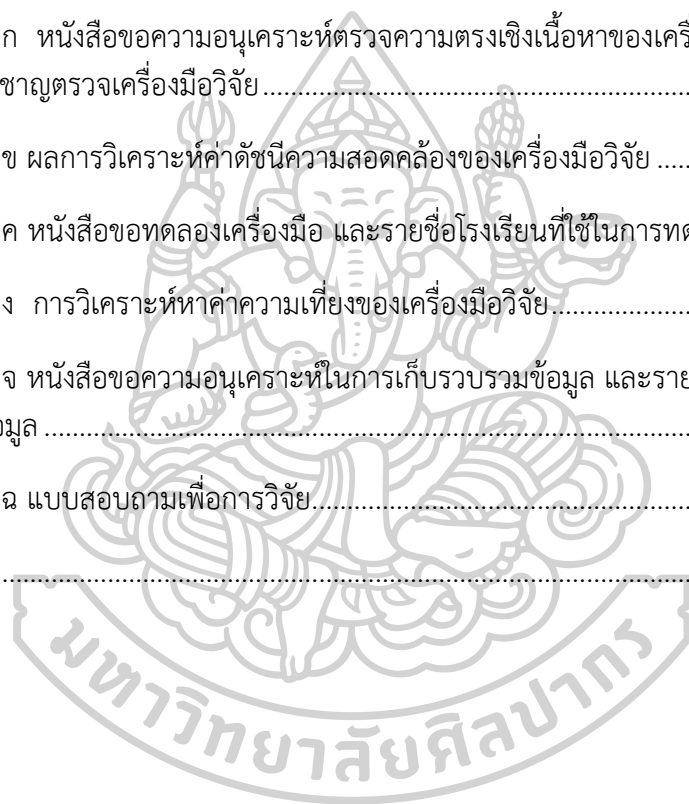 ก หนังสือขอความอนุเคราะห์ตรวจความตรงเชิงเนื้อหาของ
ชาญตรวจเครื่องมือวิจัย........................................................................
ข ผลการวิเคราะห์ค่าดัชนีความสอดคล้องของเครื่องมือวิจัย .....
ค หนังสือขอทดลองเครื่องมือ และรายชื่อโรงเรียนที่ใช้ในการ
ง การวิเคราะห์หาค่าความเที่ยงของเครื่องมือวิจัย.......................
จ หนังสือขอความอนุเคราะห์ในการเก็บรวบรวมข้อมูล และ
........................................................................
ฉ แบบสอบถามเพื่อการวิจัย........................................................
........................................................................
มหาวิทยาลัยศิลปากร